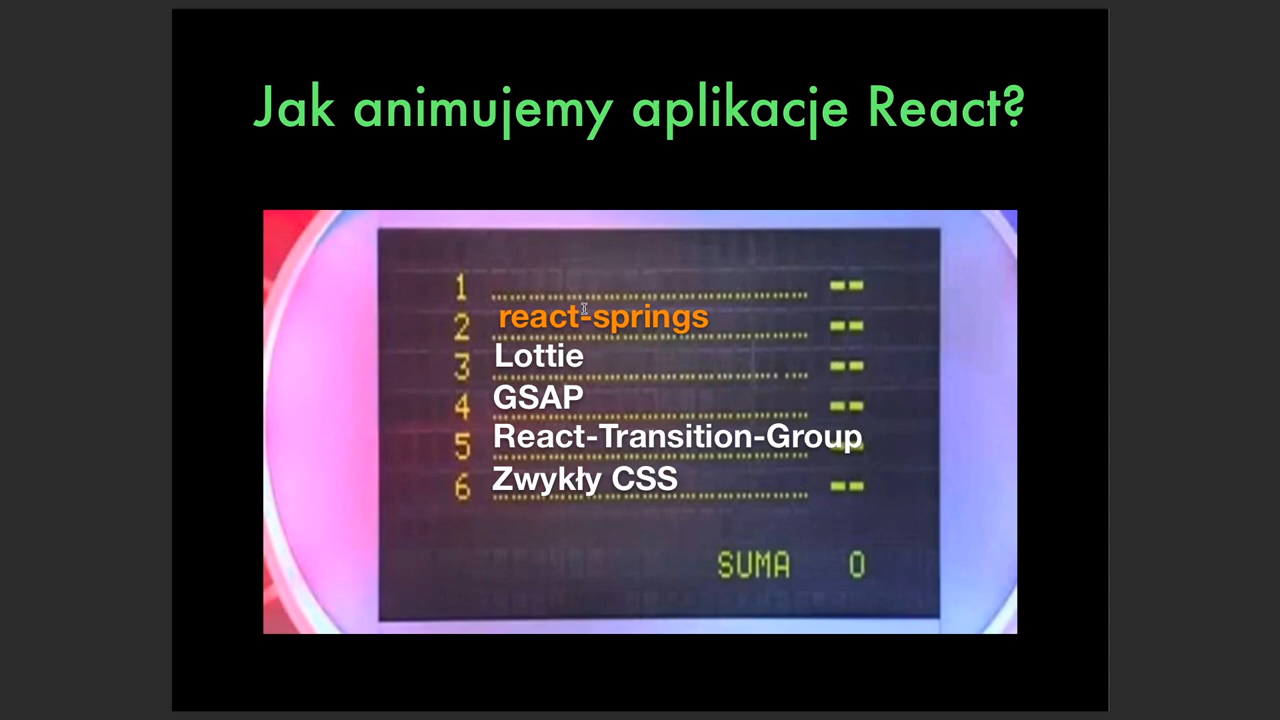 Jak animujemy aplikacje React?
1 ........................................ --
2 react-springs ........................................ --
3 Lottie ........................................ --
4 GSAP ........................................ --
5 React-Transition-Group ........................................ --
6 Zwykły CSS ........................................ --
SUMA 0